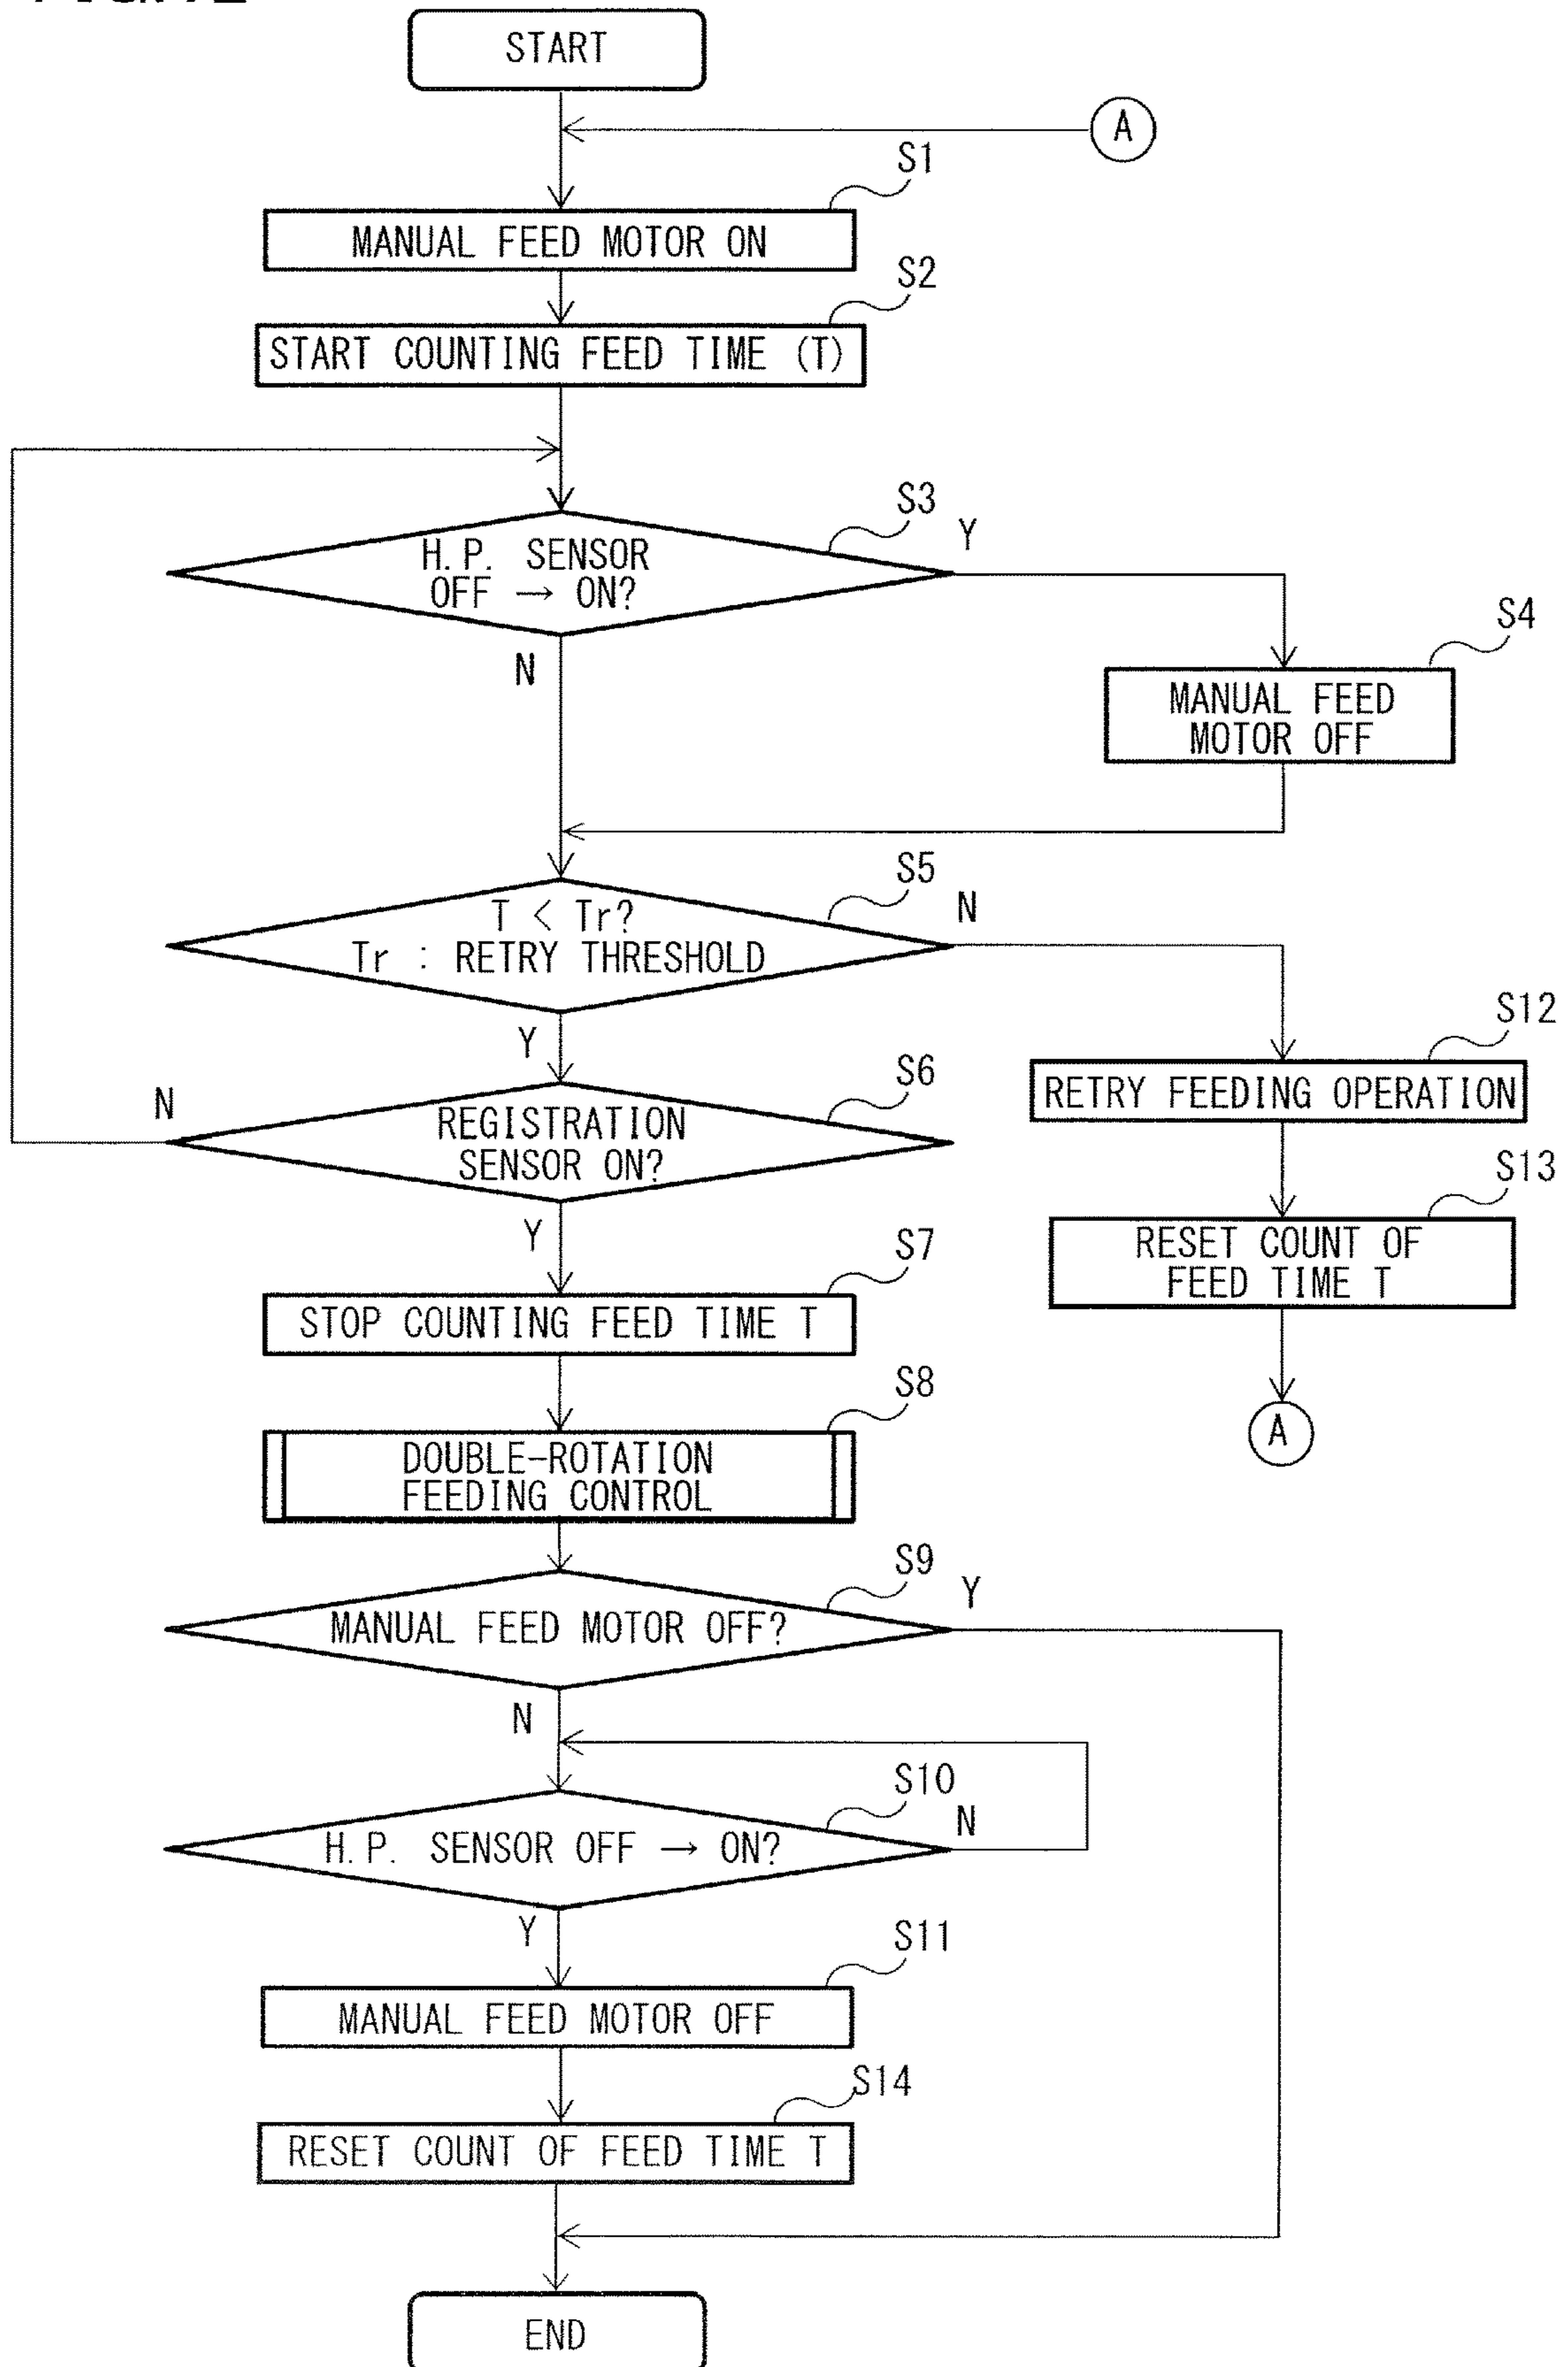 START
A
S1
MANUAL FEED MOTOR ON
S2
START COUNTING FEED TIME (T)
S3
H.P. SENSOR
OFF → ON?
Y
N
S4
MANUAL FEED
MOTOR OFF
S5
T < Tr?
Tr : RETRY THRESHOLD
N
Y
S12
RETRY FEEDING OPERATION
S6
REGISTRATION
SENSOR ON?
N
Y
S13
RESET COUNT OF
FEED TIME T
A
S7
STOP COUNTING FEED TIME T
S8
DOUBLE-ROTATION
FEEDING CONTROL
S9
MANUAL FEED MOTOR OFF?
Y
N
S10
H.P. SENSOR OFF → ON?
N
Y
S11
MANUAL FEED MOTOR OFF
S14
RESET COUNT OF FEED TIME T
END